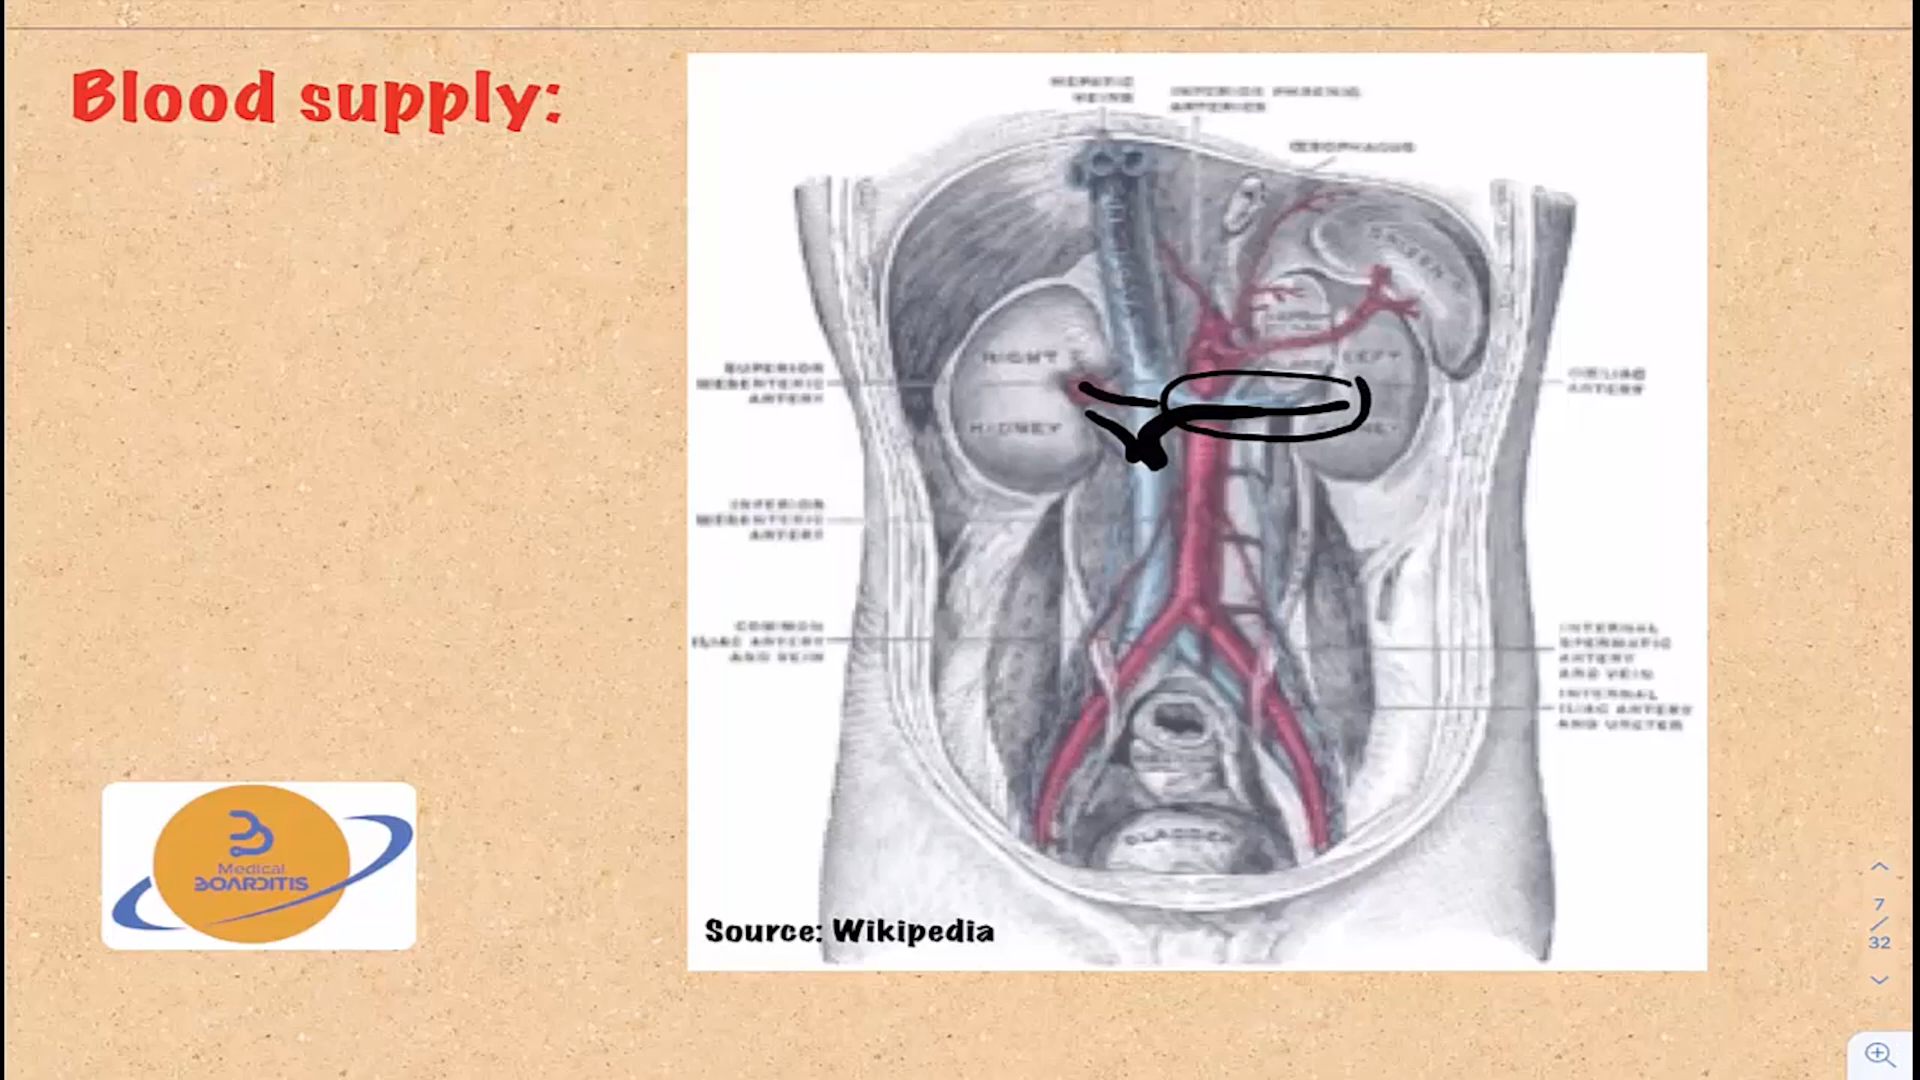 Blood supply:
HEPATIC
VEINS
INFERIOR PHRENIC
ARTERIES
ŒSOPHAGUS
SPLEEN
RIGHT
LEFT
SUPERIOR
MESENTERIC
ARTERY
CŒLIAC
ARTERY
KIDNEY
INFERIOR
MESENTERIC
ARTERY
COMMON
ILIAC ARTERY
AND VEIN
INTERNAL
SPERMATIC
ARTERY
AND VEIN
INTERNAL
ILIAC ARTERY
AND URETER
BLADDER
Medical
BOARDITIS
Source: Wikipedia
7
/
32